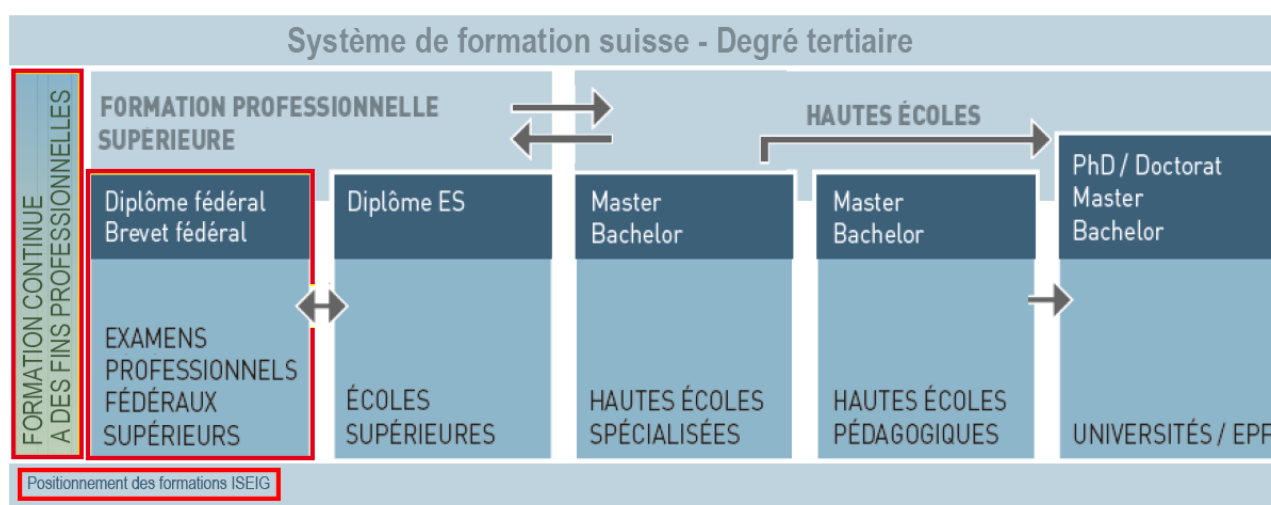 Système de formation suisse - Degré tertiaire
FORMATION CONTINUE
A DES FINS PROFESSIONNELLES
FORMATION PROFESSIONNELLE
SUPÉRIEURE
HAUTES ÉCOLES
Diplôme fédéral
Brevet fédéral
EXAMENS
PROFESSIONNELS
FÉDÉRAUX
SUPÉRIEURS
Diplôme ES
ÉCOLES
SUPÉRIEURES
Master
Bachelor
HAUTES ÉCOLES
SPÉCIALISÉES
Master
Bachelor
HAUTES ÉCOLES
PÉDAGOGIQUES
PhD / Doctorat
Master
Bachelor
UNIVERSITÉS / EPF
Positionnement des formations ISEIG